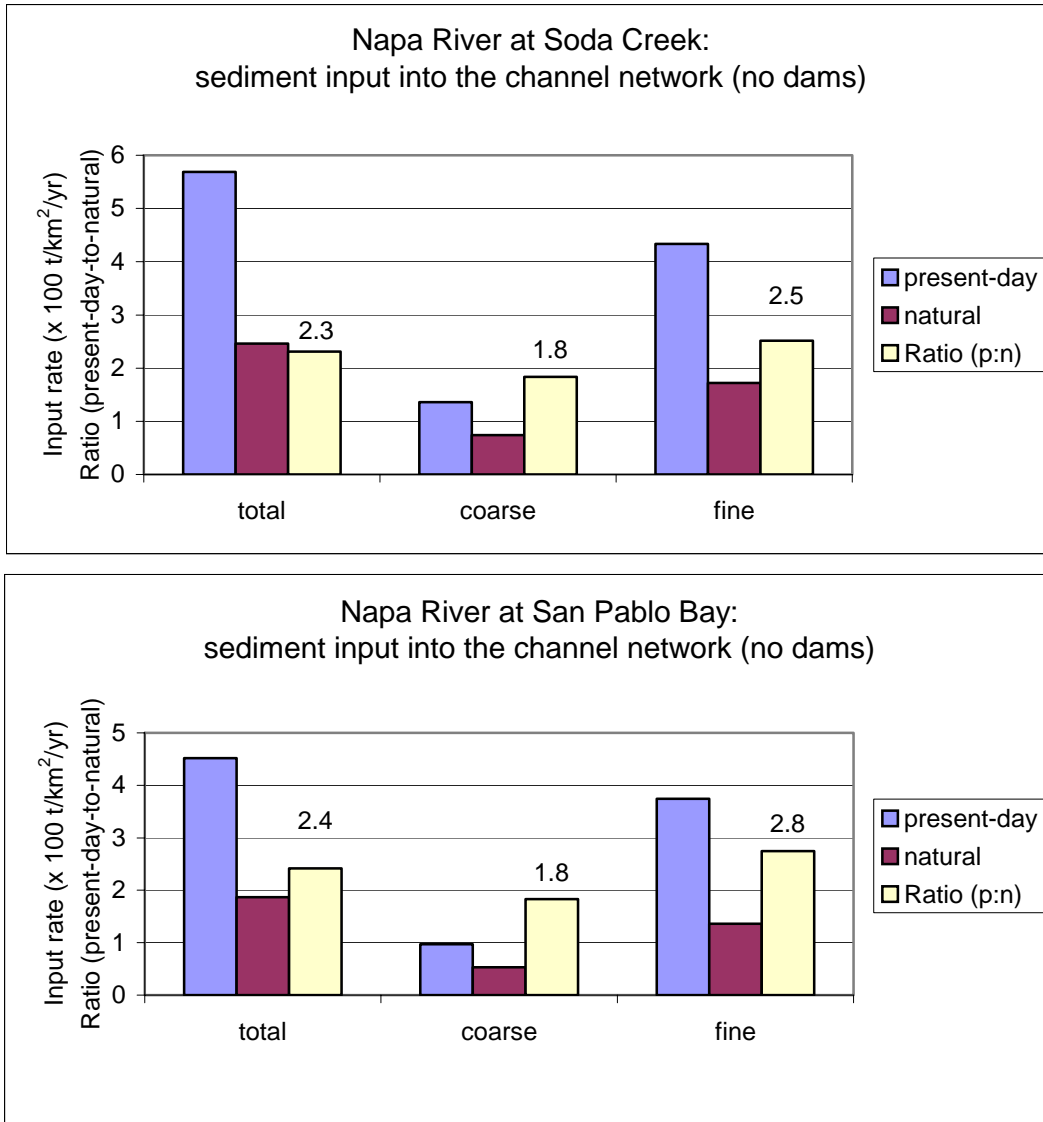 Napa River at Soda Creek:
sediment input into the channel network (no dams)
Input rate (x 100 t/km²/yr)
Ratio (present-day-to-natural)
6
5
4
3
2
1
0
2.3
1.8
2.5
total
coarse
fine
present-day
natural
Ratio (p:n)
Napa River at San Pablo Bay:
sediment input into the channel network (no dams)
Input rate (x 100 t/km²/yr)
Ratio (present-day-to-natural)
5
4
3
2
1
0
2.4
1.8
2.8
total
coarse
fine
present-day
natural
Ratio (p:n)